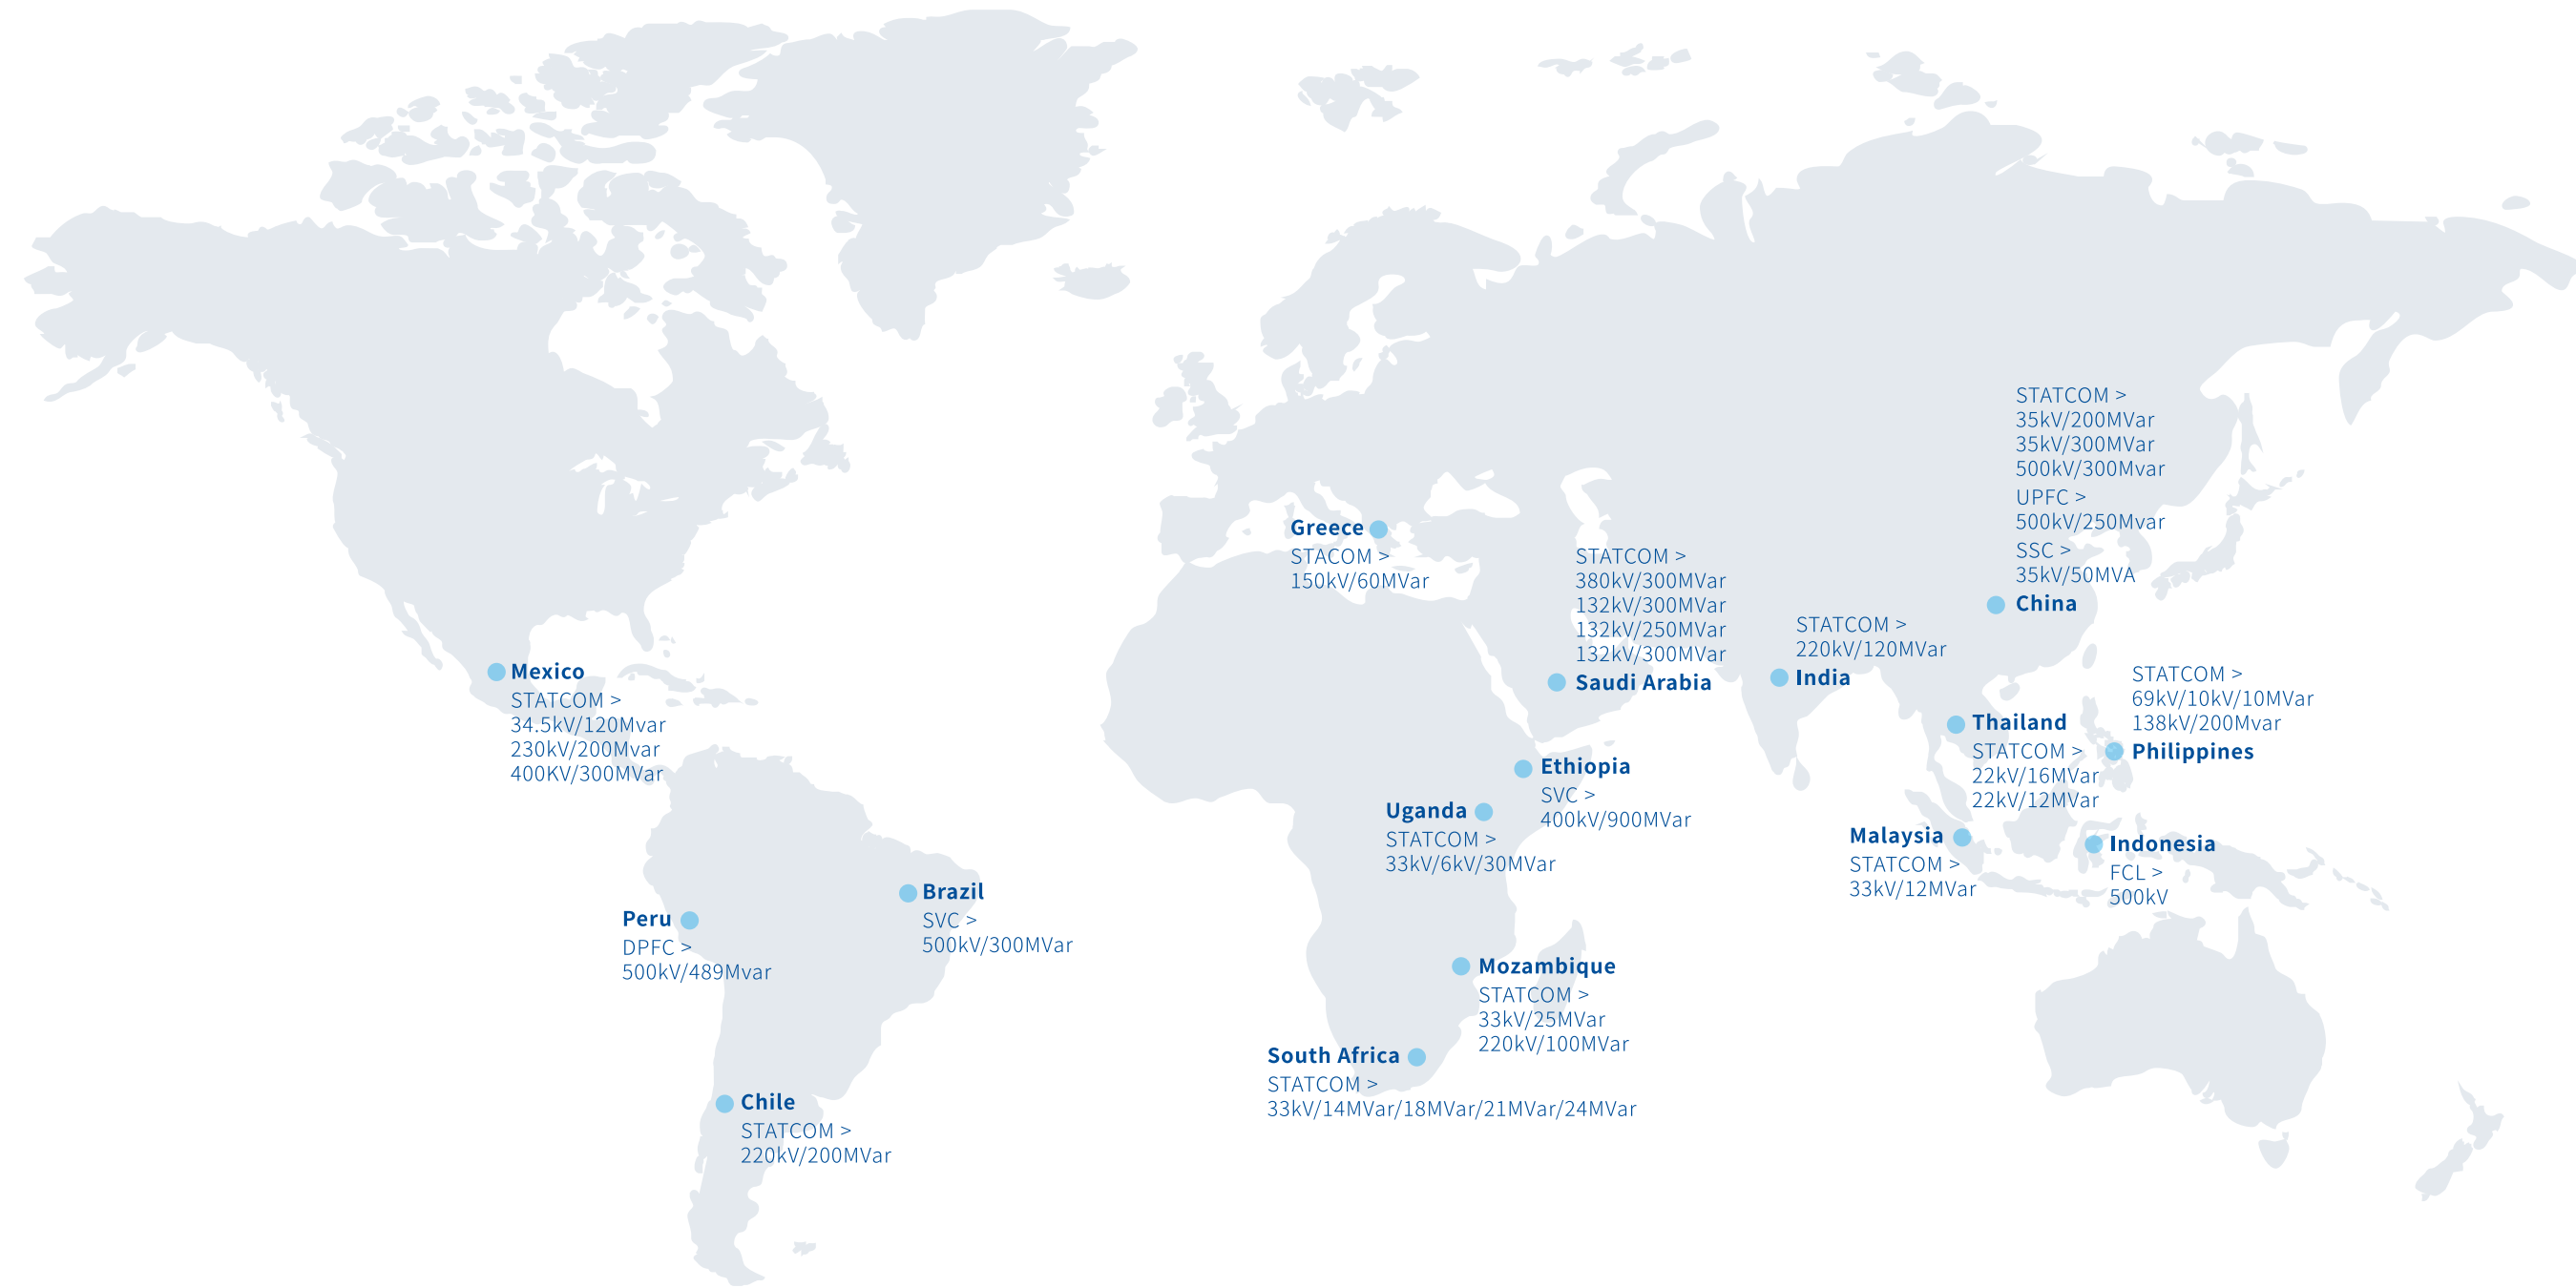 Mexico
STATCOM >
34.5kV/120Mvar
230kV/200Mvar
400KV/300MVar
Peru
DPFC >
500kV/489Mvar
Brazil
SVC >
500kV/300MVar
Chile
STATCOM >
220kV/200MVar
Greece
STACOM >
150kV/60MVar
STATCOM >
380kV/300MVar
132kV/300MVar
132kV/250MVar
132kV/300MVar
Saudi Arabia
Ethiopia
SVC >
400kV/900MVar
Uganda
STATCOM >
33kV/6kV/30MVar
Mozambique
STATCOM >
33kV/25MVar
220kV/100MVar
South Africa
STATCOM >
33kV/14MVar/18MVar/21MVar/24MVar
STATCOM >
220kV/120MVar
India
STATCOM >
35kV/200MVar
35kV/300MVar
500kV/300Mvar
UPFC >
500kV/250Mvar
SSC >
35kV/50MVA
China
Thailand
STATCOM >
22kV/16MVar
22kV/12MVar
STATCOM >
69kV/10kV/10MVar
138kV/200Mvar
Philippines
Malaysia
STATCOM >
33kV/12MVar
Indonesia
FCL >
500kV